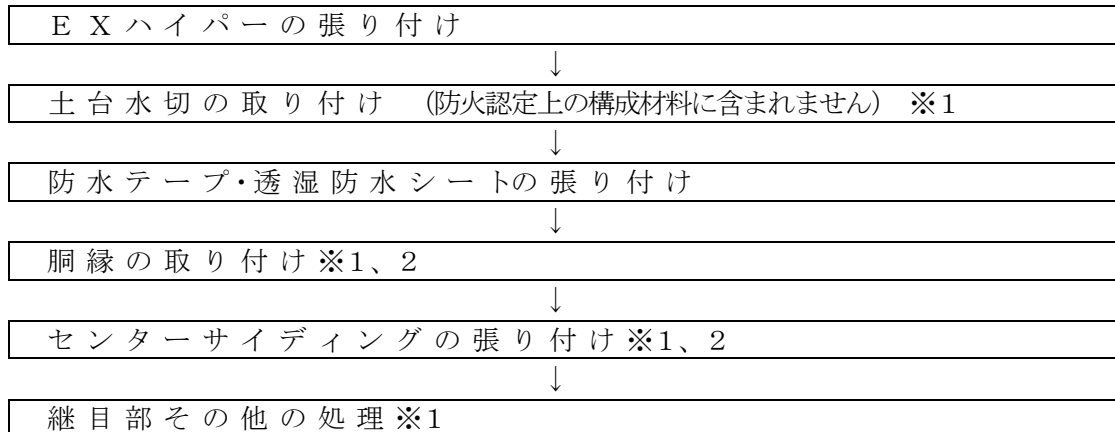 ＥＸハイパーの張り付け
↓
土台水切の取り付け　（防火認定上の構成材料に含まれません）　※1
↓
防水テープ・透湿防水シートの張り付け
↓
胴縁の取り付け※1、2
↓
センターサイディングの張り付け※1、2
↓
継目部その他の処理※1